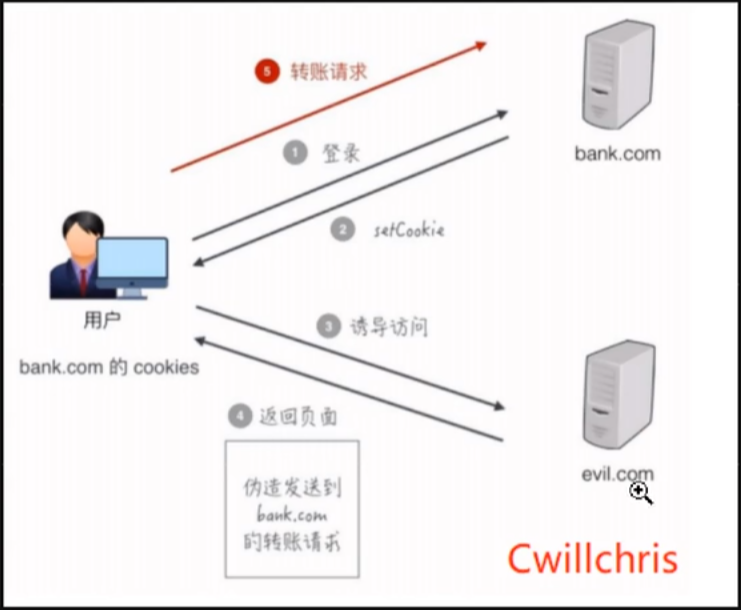 5 转账请求
1 登录
bank.com
2 setCookie
用户
3 诱导访问
bank.com 的 cookies
4 返回页面
伪造发送到
bank.com
的转账请求
evil.com
Cwillchris